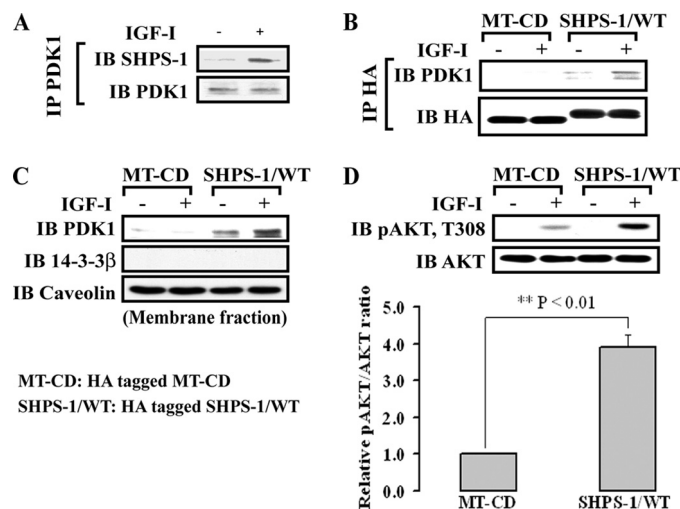 A
IGF-I - +
IP PDK1
IB SHPS-1
IB PDK1
B
MT-CD SHPS-1/WT
IGF-I - + - +
IP HA
IB PDK1
IB HA
C
MT-CD SHPS-1/WT
IGF-I - + - +
IB PDK1
IB 14-3-3β
IB Caveolin
(Membrane fraction)
MT-CD: HA tagged MT-CD
SHPS-1/WT: HA tagged SHPS-1/WT
D
MT-CD SHPS-1/WT
IGF-I - + - +
IB pAKT, T308
IB AKT
Relative pAKT/AKT ratio
5.0
4.0
3.0
2.0
1.0
0.0
** P < 0.01
MT-CD SHPS-1/WT